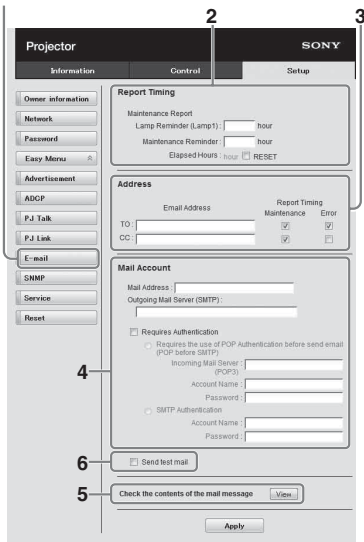 2
3
Projector
SONY
Information
Control
Setup
Owner information
Network
Password
Easy Menu
Advertisement
ADCP
PJ Talk
PJ Link
E-mail
SNMP
Service
Reset
Report Timing
Maintenance Report
Lamp Reminder (Lamp1) : hour
Maintenance Reminder : hour
Elapsed Hours : hour RESET
Address
Email Address
Report Timing
Maintenance Error
TO :
CC :
4
Mail Account
Mail Address :
Outgoing Mail Server (SMTP) :
Requires Authentication
Requires the use of POP Authentication before send email
(POP before SMTP)
Incoming Mail Server :
(POP3)
Account Name :
Password :
SMTP Authentication
Account Name :
Password :
6
Send test mail
5
Check the contents of the mail message View
Apply